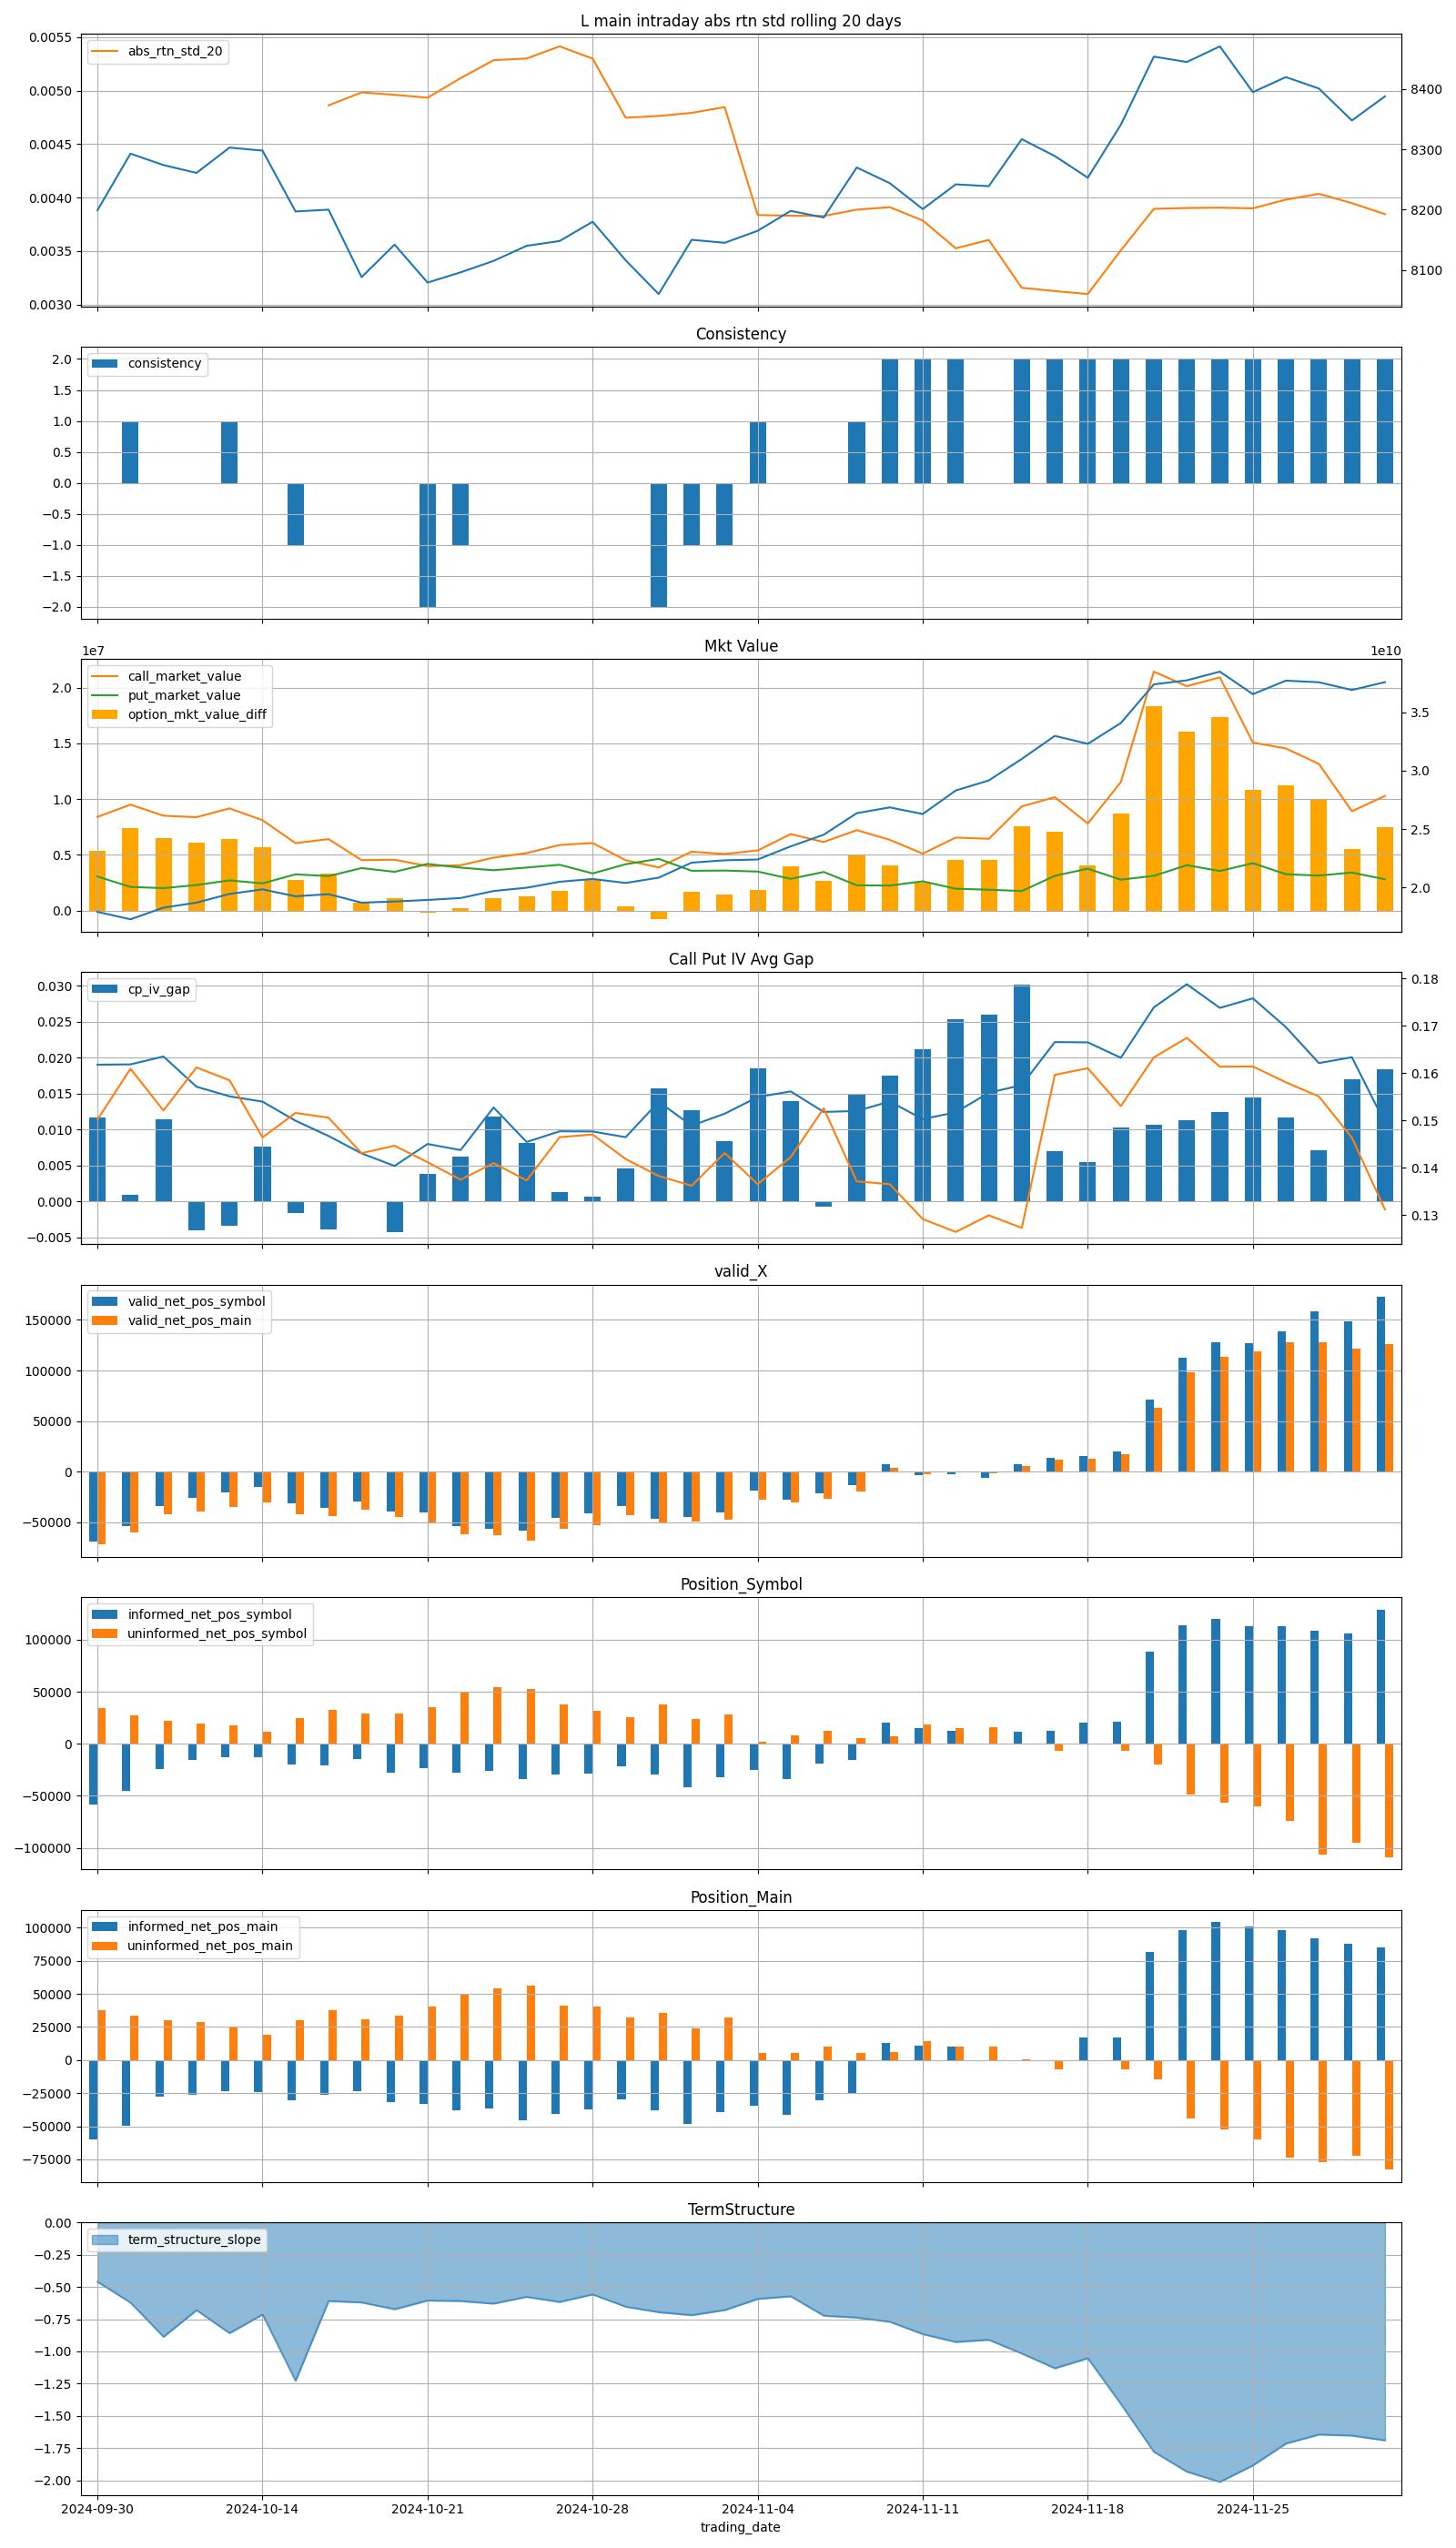 L main intraday abs rtn std rolling 20 days
abs_rtn_std_20
0.0055
0.0050
0.0045
0.0040
0.0035
0.0030
8400
8300
8200
8100
Consistency
consistency
2.0
1.5
1.0
0.5
0.0
−0.5
−1.0
−1.5
−2.0
Mkt Value
1e7
1e10
call_market_value
put_market_value
option_mkt_value_diff
2.0
1.5
1.0
0.5
0.0
3.5
3.0
2.5
2.0
Call Put IV Avg Gap
cp_iv_gap
0.030
0.025
0.020
0.015
0.010
0.005
0.000
−0.005
0.18
0.17
0.16
0.15
0.14
0.13
valid_X
valid_net_pos_symbol
valid_net_pos_main
150000
100000
50000
0
−50000
Position_Symbol
informed_net_pos_symbol
uninformed_net_pos_symbol
100000
50000
0
−50000
−100000
Position_Main
informed_net_pos_main
uninformed_net_pos_main
100000
75000
50000
25000
0
−25000
−50000
−75000
TermStructure
term_structure_slope
0.00
−0.25
−0.50
−0.75
−1.00
−1.25
−1.50
−1.75
−2.00
2024-09-30 2024-10-14 2024-10-21 2024-10-28 2024-11-04 2024-11-11 2024-11-18 2024-11-25
trading_date